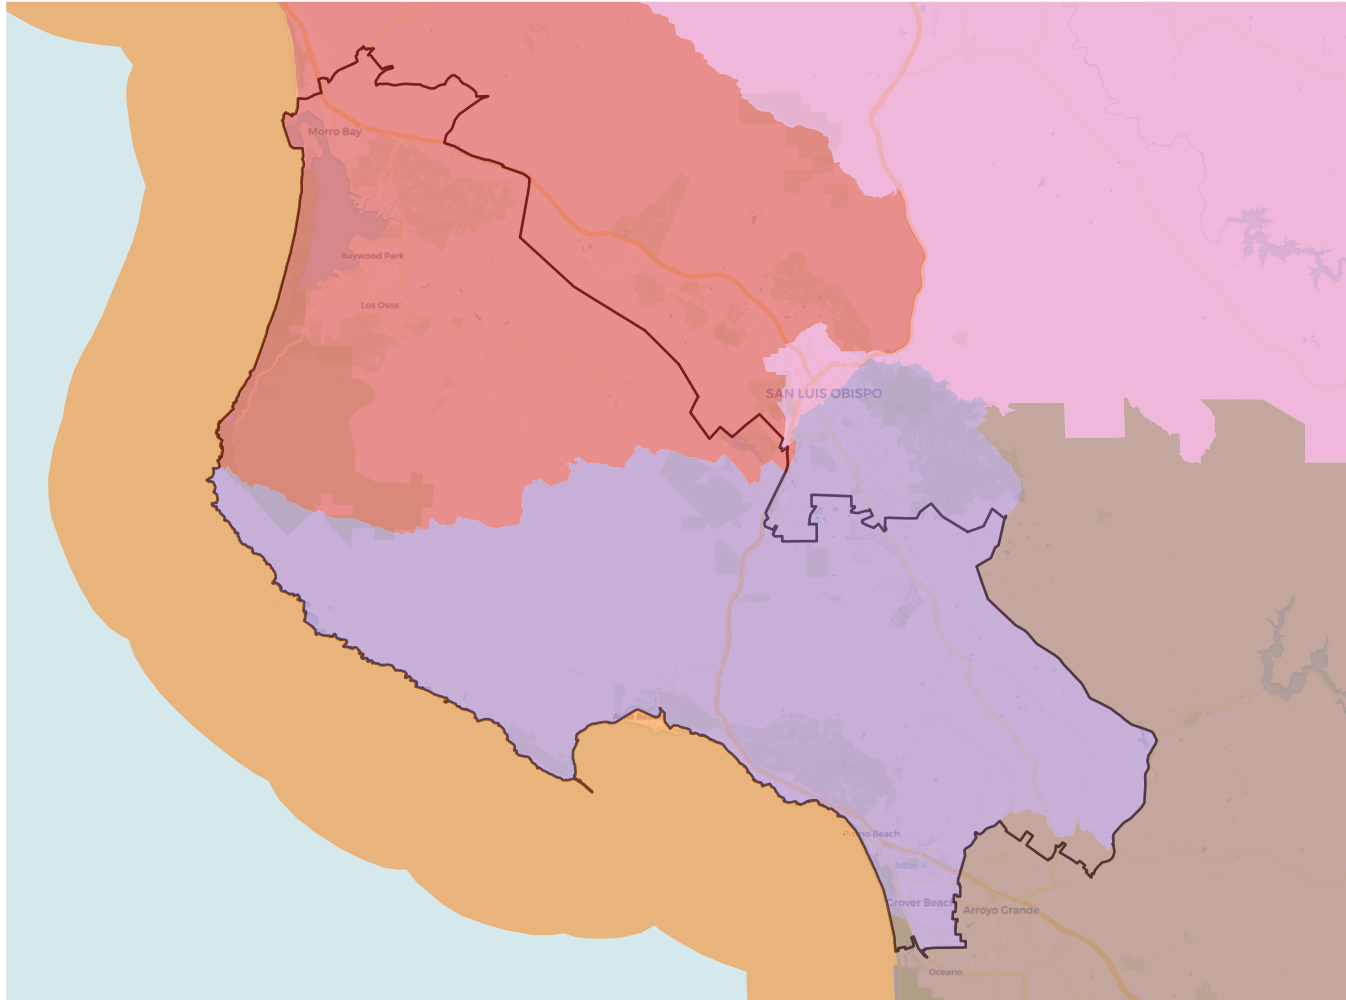 Morro Bay
Baywood Park
Los Osos
SAN LUIS OBISPO
Pismo Beach
Grover Beach
Arroyo Grande
Oceano